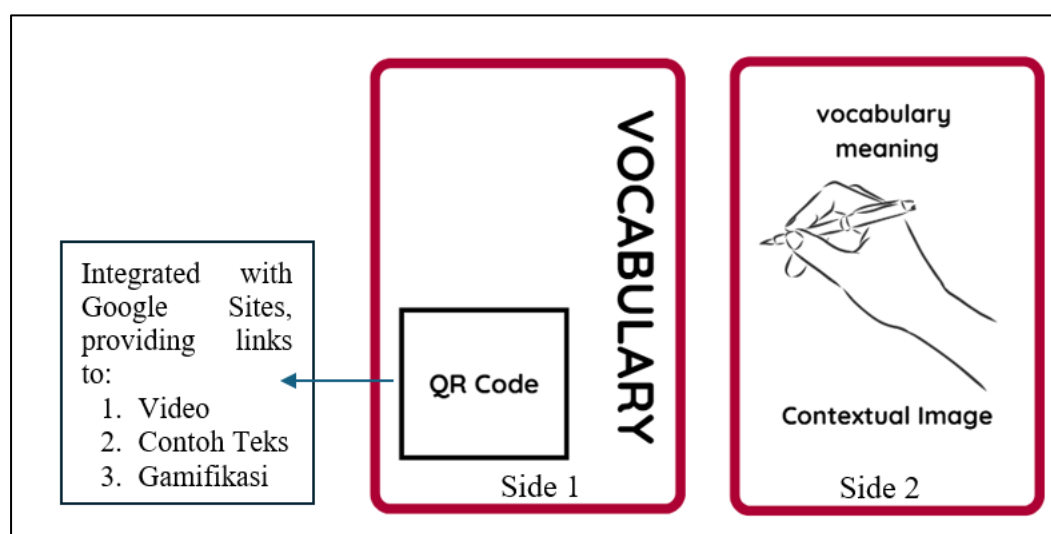 Integrated with
Google Sites,
providing links
to:
1. Video
2. Contoh Teks
3. Gamifikasi
QR Code
VOCABULARY
Side 1
vocabulary
meaning
Contextual Image
Side 2